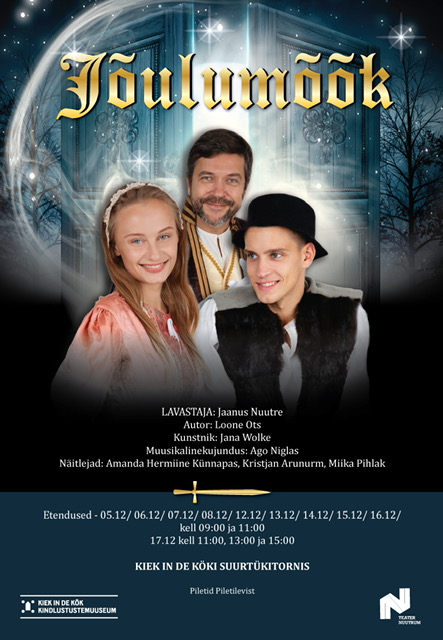 Jõulumõõk
LAVASTAJA: Jaanus Nuutre
Autor: Loone Ots
Kunstnik: Jana Wolke
Muusikalinekujundus: Ago Niglas
Näitlejad: Amanda Hermiine Künnapas, Kristjan Arunurm, Miika Pihlak
Etendused - 05.12/ 06.12/ 07.12/ 08.12/ 12.12/ 13.12/ 14.12/ 15.12/ 16.12/
kell 09:00 ja 11:00
17.12 kell 11:00, 13:00 ja 15:00
KIEK IN DE KÖKI SUURTÜKITORNIS
Piletid Piletilevist
KIEK IN DE KÖK
KINDLUSTUSTEMUUSEUM
N
TEATER
NUUTRUM